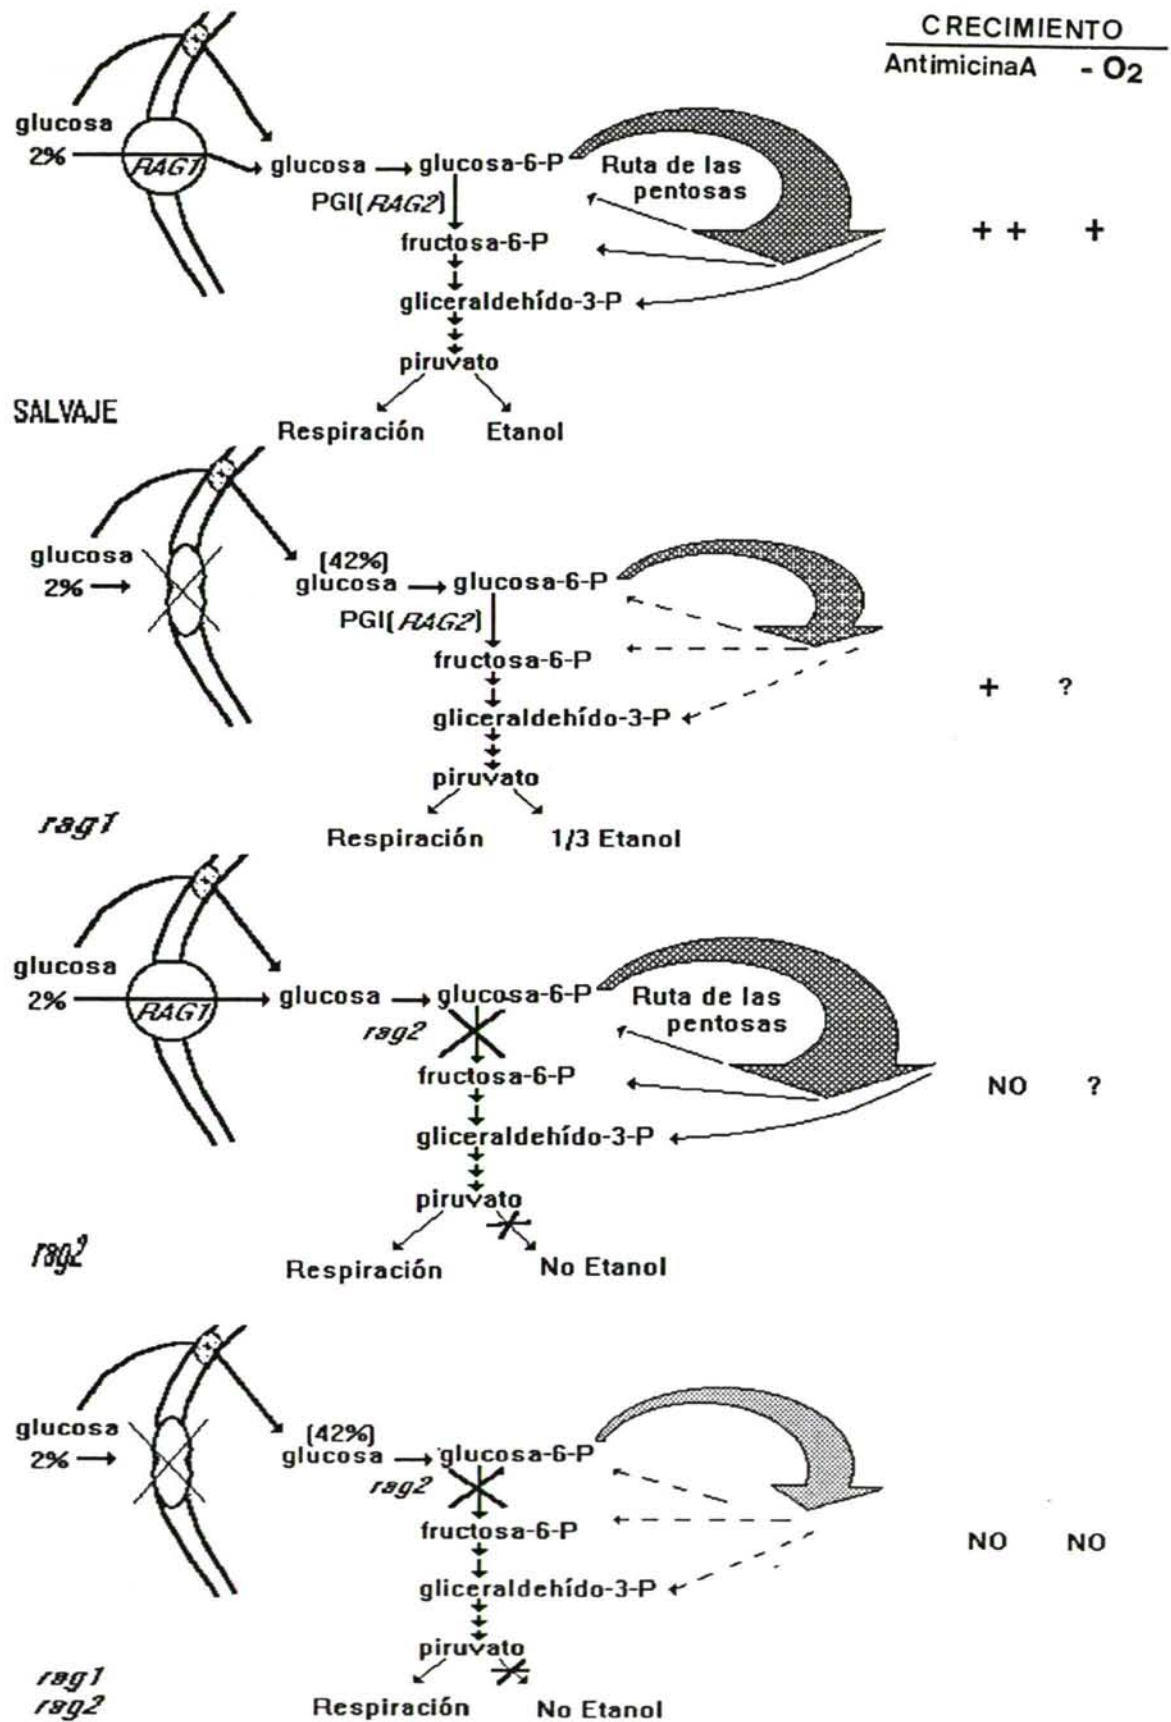 CRECIMIENTO
AntimicinaA - O2
glucosa
2%
RAG1
glucosa
glucosa-6-P
Ruta de las
pentosas
PGI(RAG2)
fructosa-6-P
++ +
gliceraldehído-3-P
piruvato
SALVAJE
Respiración Etanol
glucosa
2%
(42%)
glucosa
glucosa-6-P
PGI(RAG2)
fructosa-6-P
+ ?
gliceraldehído-3-P
piruvato
rag1
Respiración 1/3 Etanol
glucosa
2%
RAG1
glucosa
glucosa-6-P
Ruta de las
pentosas
rag2
fructosa-6-P
NO ?
gliceraldehído-3-P
piruvato
rag2
Respiración No Etanol
glucosa
2%
(42%)
glucosa
glucosa-6-P
rag2
fructosa-6-P
NO NO
gliceraldehído-3-P
piruvato
rag1
rag2
Respiración No Etanol